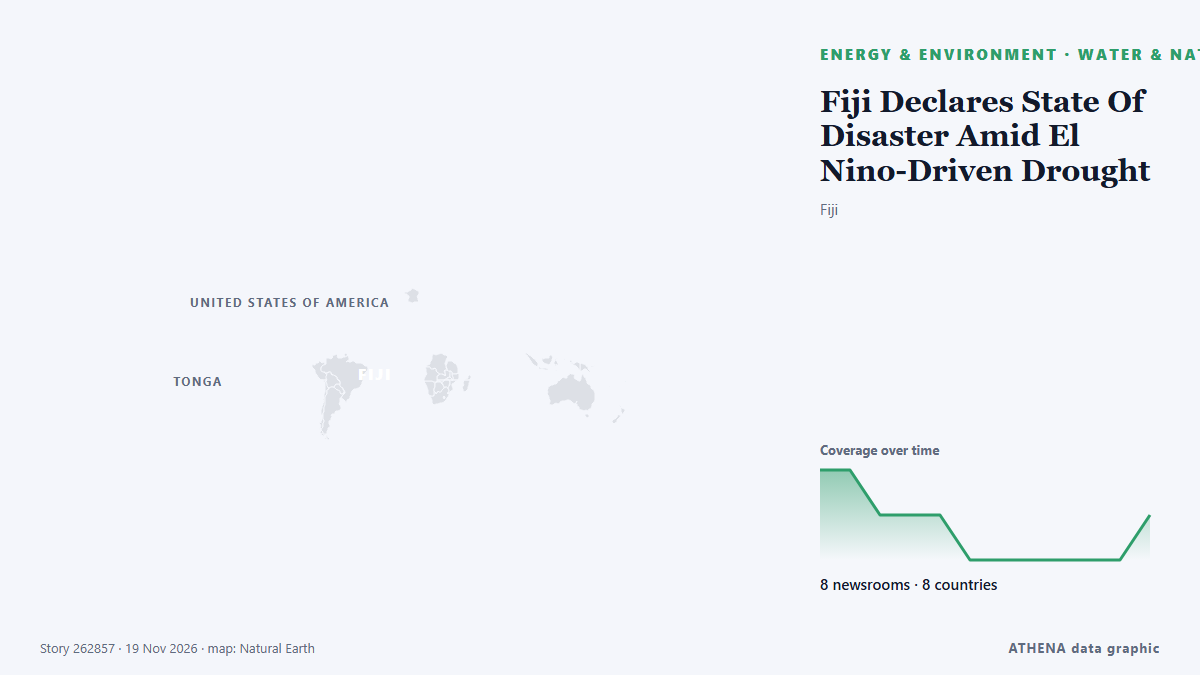 ENERGY & ENVIRONMENT · WATER & NAT
Fiji Declares State Of
Disaster Amid El
Nino-Driven Drought
Fiji
UNITED STATES OF AMERICA
TONGA
FIJI
Coverage over time
8 newsrooms · 8 countries
Story 262857 · 19 Nov 2026 · map: Natural Earth
ATHENA data graphic